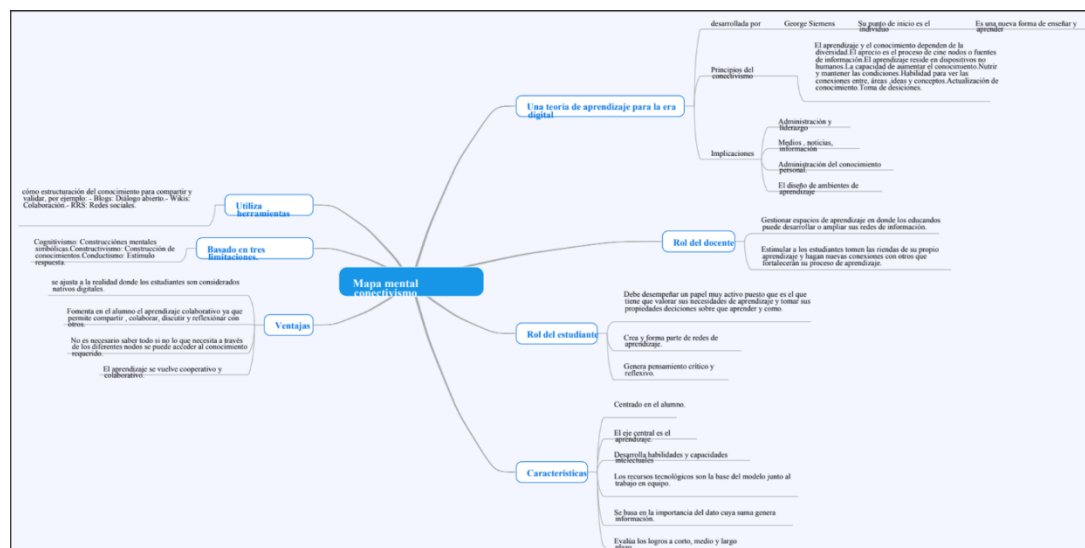 desarrollada por
George Siemens
Su punto de inicio es el
individuo
Es una nueva forma de enseñar y
aprender
Una teoría de aprendizaje para la era
digital
Principios del
conectivismo
El aprendizaje y el conocimiento dependen de la
diversidad.El aprecio es el proceso de cine nodos o fuentes
de información.El aprendizaje reside en dispositivos no
humanos.La capacidad de aumentar el conocimiento.Nutrir
y mantener las condiciones.Habilidad para ver las
conexiones entre, áreas ,ideas y conceptos.Actualización de
conocimiento.Toma de desiciones.
Implicaciones
Administración y
liderazgo
Medios , noticias,
información
Administración del conocimiento
personal.
El diseño de ambientes de
aprendizaje
cómo estructuración del conocimiento para compartir y
validar, por ejemplo: - Blogs: Diálogo abierto.- Wikis:
Colaboración.- RRS: Redes sociales.
Utiliza
herramientas
Cognitivismo: Construcciónes mentales
simbólicas.Constructivismo: Construcción de
conocimientos.Conductismo: Estímulo
respuesta.
Basado en tres
limitaciones.
Mapa mental
conectivismo
Rol del docente
Gestionar espacios de aprendizaje en donde los educandos
puede desarrollar o ampliar sus redes de información.
Estimular a los estudiantes tomen las riendas de su propio
aprendizaje y hagan nuevas conexiones con otros que
fortalecerán su proceso de aprendizaje.
se ajusta a la realidad donde los estudiantes son considerados
nativos digitales.
Fomenta en el alumno el aprendizaje colaborativo ya que
permite compartir , colaborar, discutir y reflexiónar con
otros.
Ventajas
No es necesario saber todo si no lo que necesita a través
de los diferentes nodos se puede acceder al conocimiento
requerido.
El aprendizaje se vuelve cooperativo y
colaborativo.
Rol del estudiante
Debe desempeñar un papel muy activo puesto que es el que
tiene que valorar sus necesidades de aprendizaje y tomar sus
propiedades deciciones sobre que aprender y como.
Crea y forma parte de redes de
aprendizaje.
Genera pensamiento crítico y
reflexivo.
Características
Centrado en el alumno.
El eje central es el
aprendizaje.
Desarrolla habilidades y capacidades
intelectuales
Los recursos tecnológicos son la base del modelo junto al
trabajo en equipo.
Se basa en la importancia del dato cuya suma genera
información.
Evalúa los logros a corto, medio y largo
plazo.